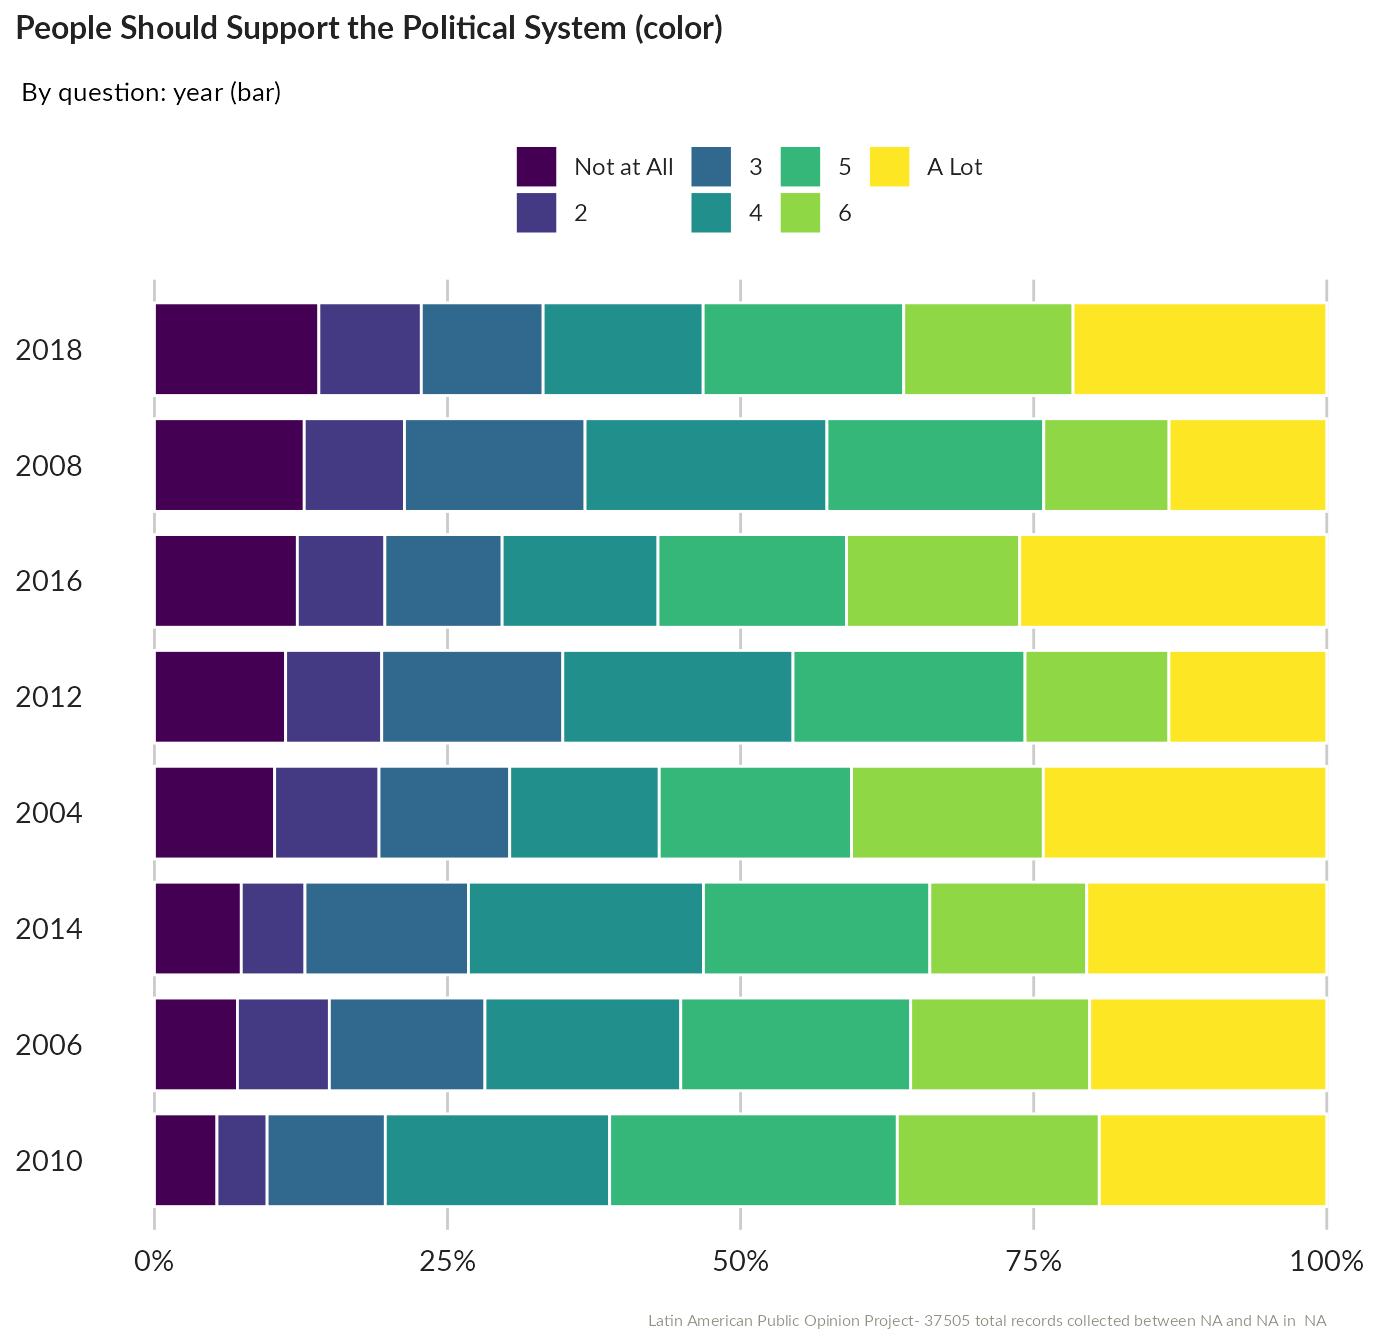 People Should Support the Political System (color)
By question: year (bar)
Not at All 3 5 A Lot
2 4 6
2018
2008
2016
2012
2004
2014
2006
2010
0% 25% 50% 75% 100%
Latin American Public Opinion Project- 37505 total records collected between NA and NA in  NA